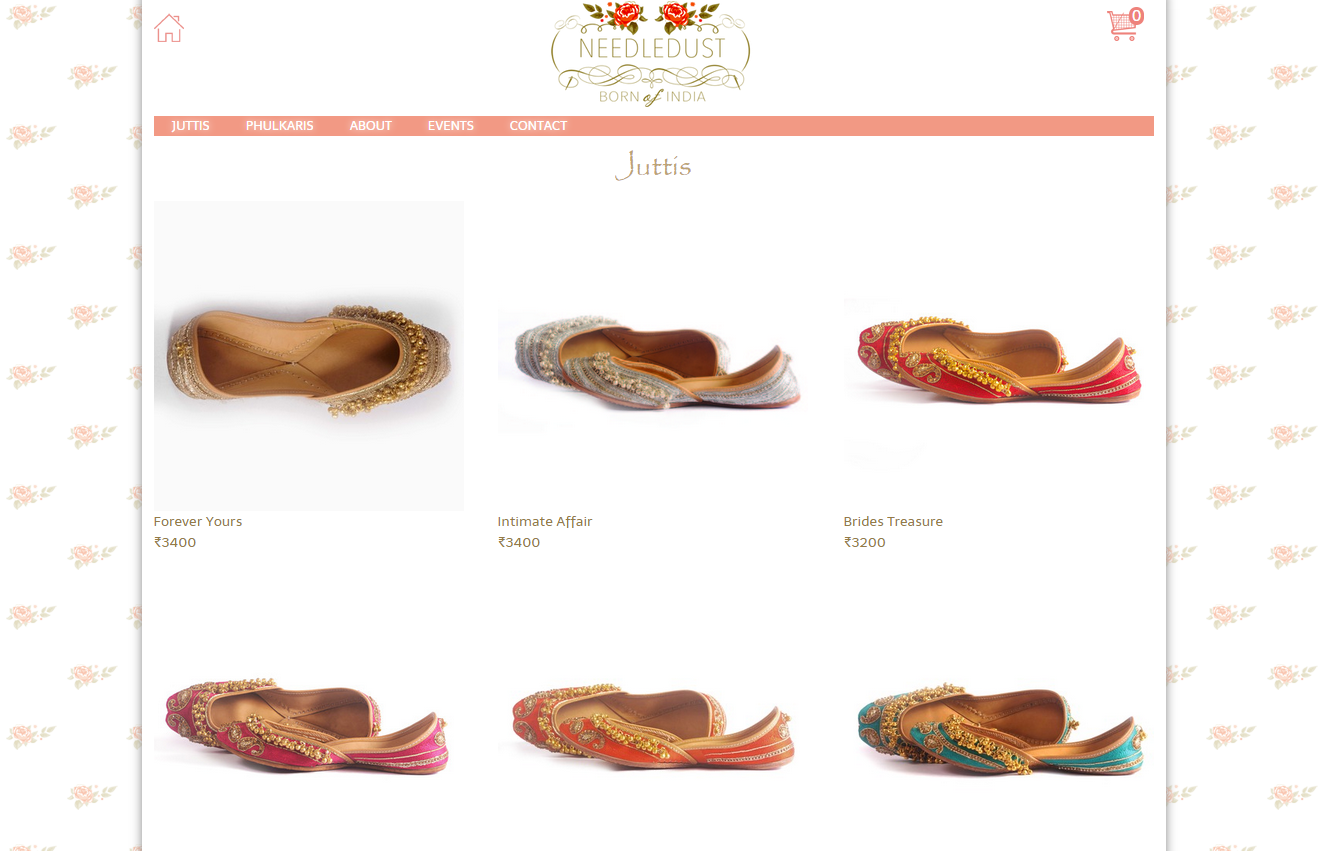 0
NEEDLEDUST
BORN of INDIA
JUTTIS PHULKARIS ABOUT EVENTS CONTACT
Juttis
Forever Yours
₹3400
Intimate Affair
₹3400
Brides Treasure
₹3200